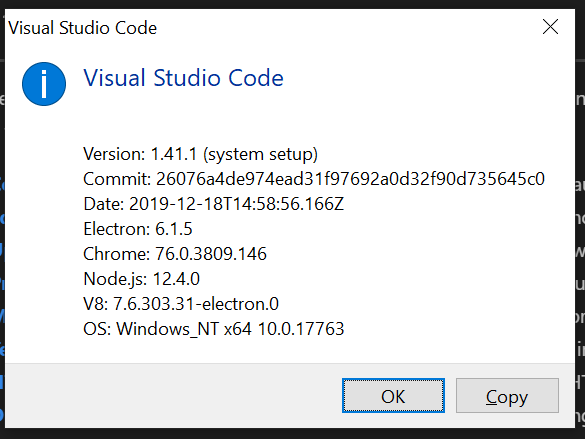 Visual Studio Code
Visual Studio Code
Version: 1.41.1 (system setup)
Commit: 26076a4de974ead31f97692a0d32f90d735645c0
Date: 2019-12-18T14:58:56.166Z
Electron: 6.1.5
Chrome: 76.0.3809.146
Node.js: 12.4.0
V8: 7.6.303.31-electron.0
OS: Windows_NT x64 10.0.17763
OK
Copy